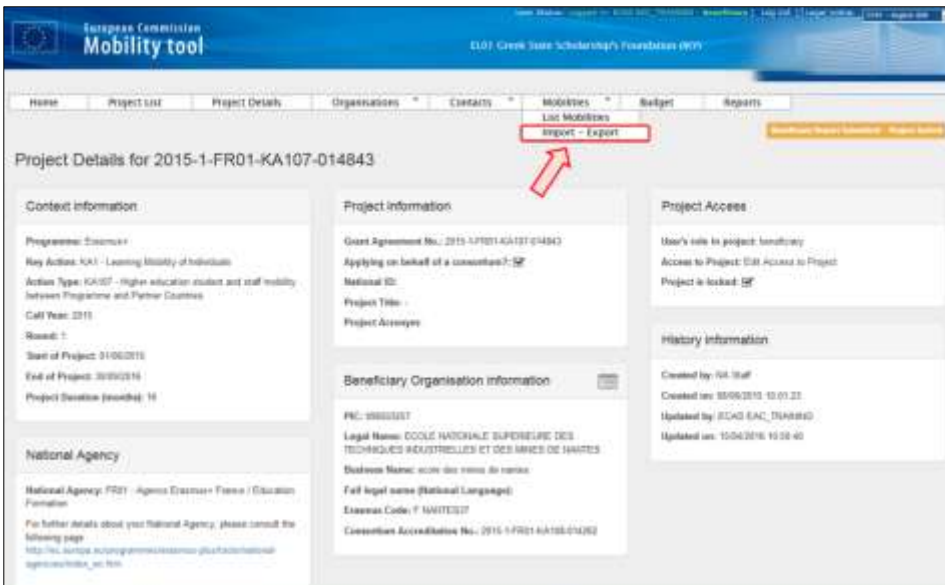 European Commission
Mobility tool
EL01 Greek State Scholarship's Foundation (IKY)
Home Project List Project Details Organisations Contacts Mobilities Budget Reports
List Mobilities
Import - Export
Project Details for 2015-1-FR01-KA107-014843
Context information
Programme: Erasmus+
Key Action: KA1 - Learning Mobility of Individuals
Action Type: KA107 - Higher education student and staff mobility
between Programme and Partner Countries
Call Year: 2015
Round: 1
Start of Project: 01/06/2015
End of Project:
Project Duration (months): 16
National Agency
National Agency: FR01 - Agence Erasmus+ France / Education
Formation
For further details about your National Agency, please consult the
following page
Project Information
Grant Agreement No.: 2015-1-FR01-KA107-014843
Applying on behalf of a consortium?:
National ID:
Project Title: -
Project Acronym:
Beneficiary Organisation information
PIC:
Legal Name: ECOLE NATIONALE SUPERIEURE DES
TECHNIQUES INDUSTRIELLES ET DES MINES DE NANTES
Business Name: ecole des mines de nantes
Full legal name (National Language):
Erasmus Code: F NANTES37
Consortium Accreditation No.:
Project Access
User's role in project: beneficiary
Access to Project: Edit Access to Project
Project is locked:
History information
Created by: NA Staff
Created on:
Updated by: ECAS EAC_TRAINING
Updated on: